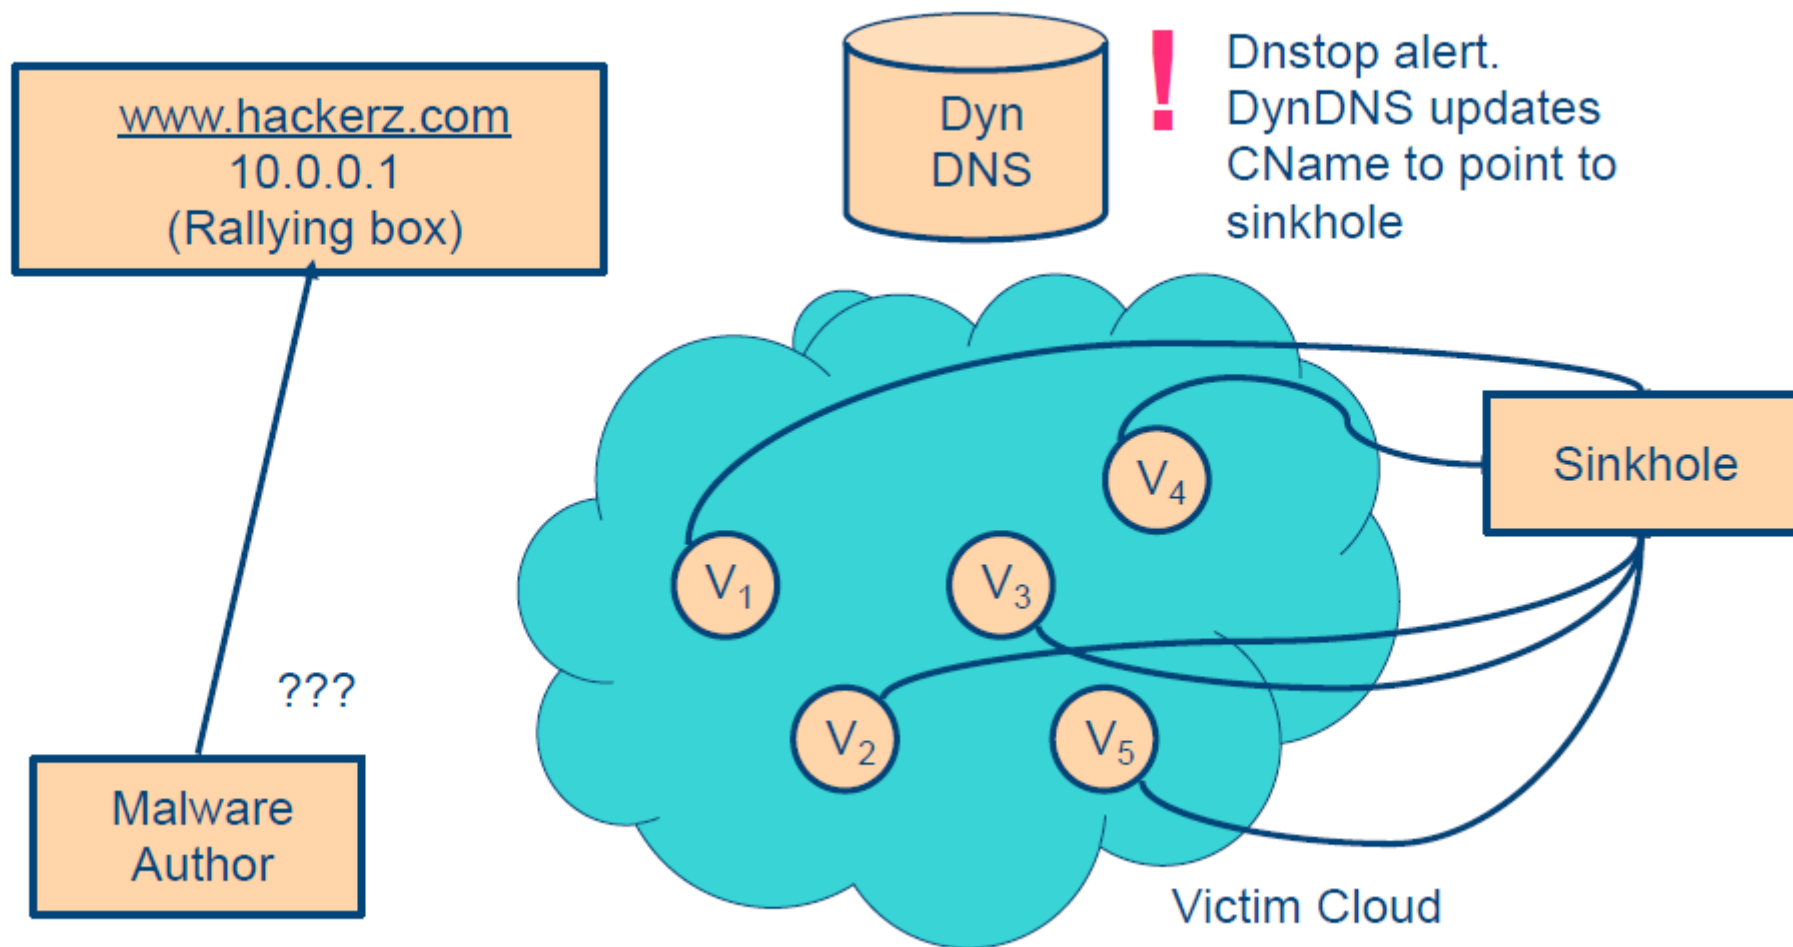 www.hackerz.com
10.0.0.1
(Rallying box)
Dyn
DNS
!
Dnstop alert.
DynDNS updates
CName to point to
sinkhole
V4
Sinkhole
V1
V3
???
V2
V5
Malware
Author
Victim Cloud